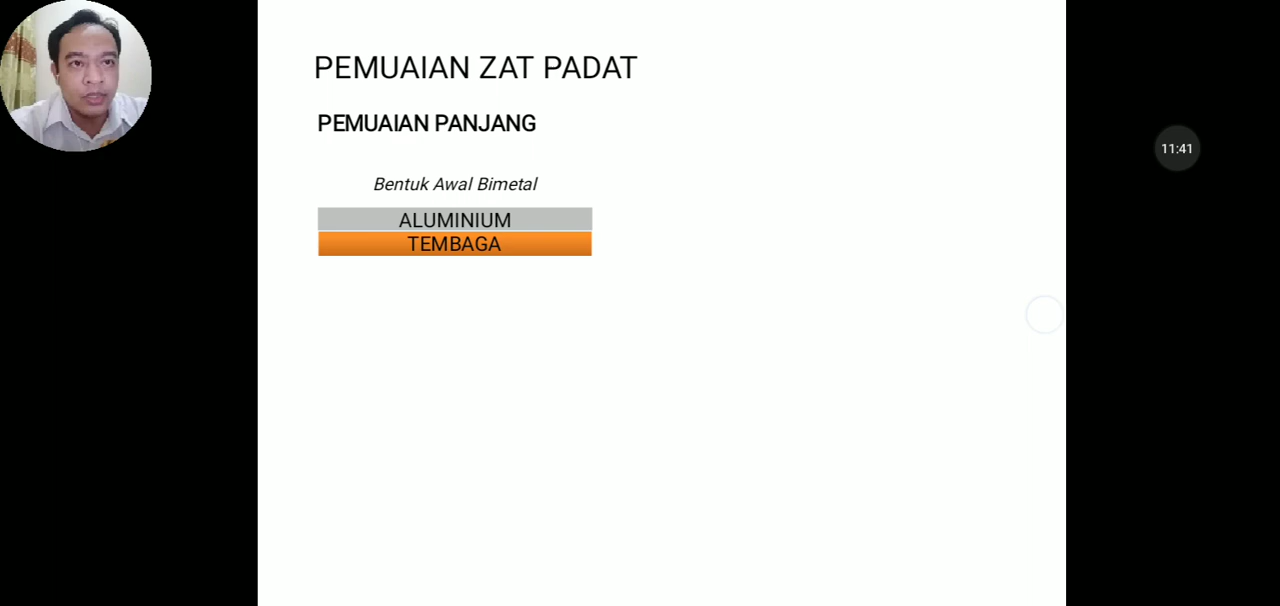 PEMUAIAN ZAT PADAT
PEMUAIAN PANJANG
11:41
Bentuk Awal Bimetal
ALUMINIUM
TEMBAGA